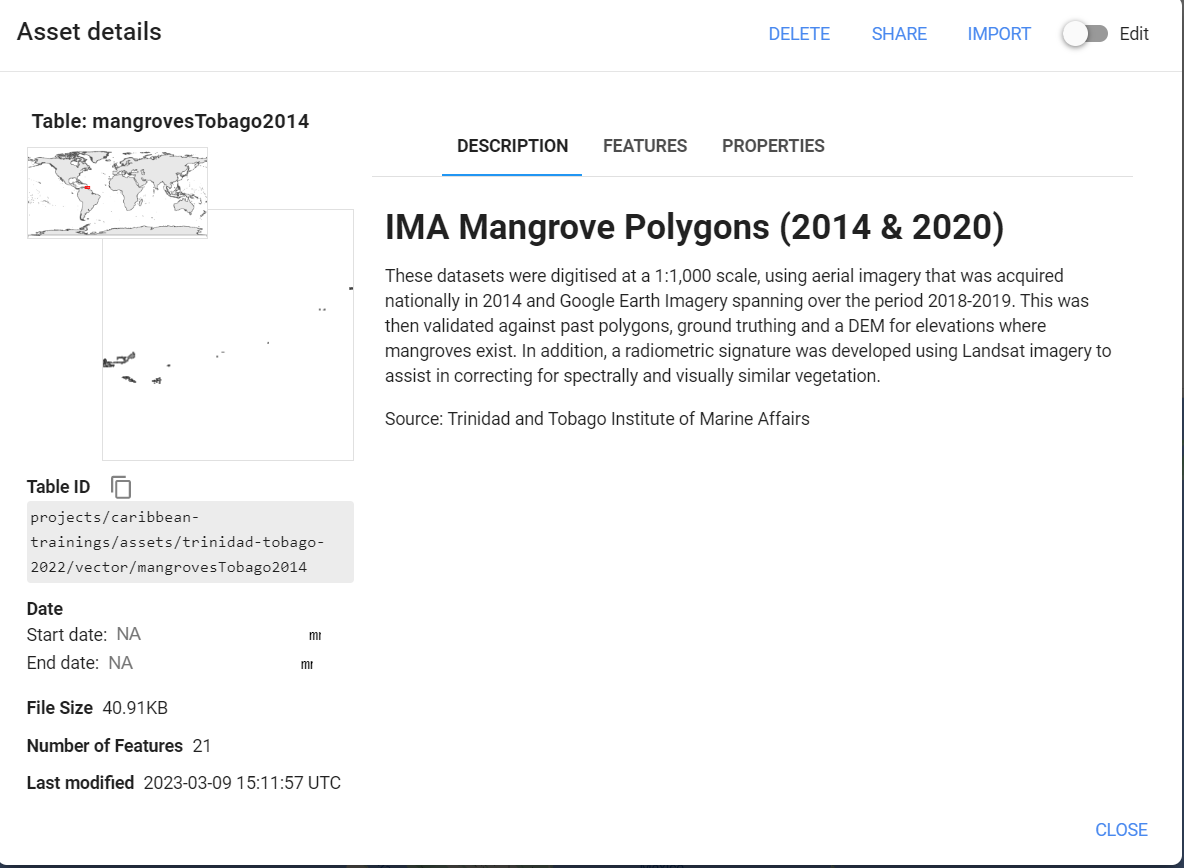 Asset details
DELETE SHARE IMPORT Edit
Table: mangrovesTobago2014
DESCRIPTION FEATURES PROPERTIES
IMA Mangrove Polygons (2014 & 2020)
These datasets were digitised at a 1:1,000 scale, using aerial imagery that was acquired
nationally in 2014 and Google Earth Imagery spanning over the period 2018-2019. This was
then validated against past polygons, ground truthing and a DEM for elevations where
mangroves exist. In addition, a radiometric signature was developed using Landsat imagery to
assist in correcting for spectrally and visually similar vegetation.
Source: Trinidad and Tobago Institute of Marine Affairs
Table ID
projects/caribbean-
trainings/assets/trinidad-tobago-
2022/vector/mangrovesTobago2014
Date
Start date: NA
End date: NA
File Size 40.91KB
Number of Features 21
Last modified 2023-03-09 15:11:57 UTC
CLOSE